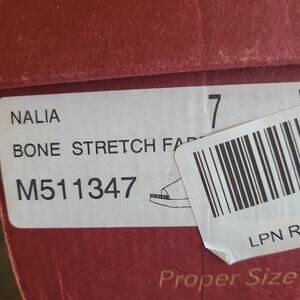 NALIA 7
BONE STRETCH FA
M511347
LPN R
Proper Size